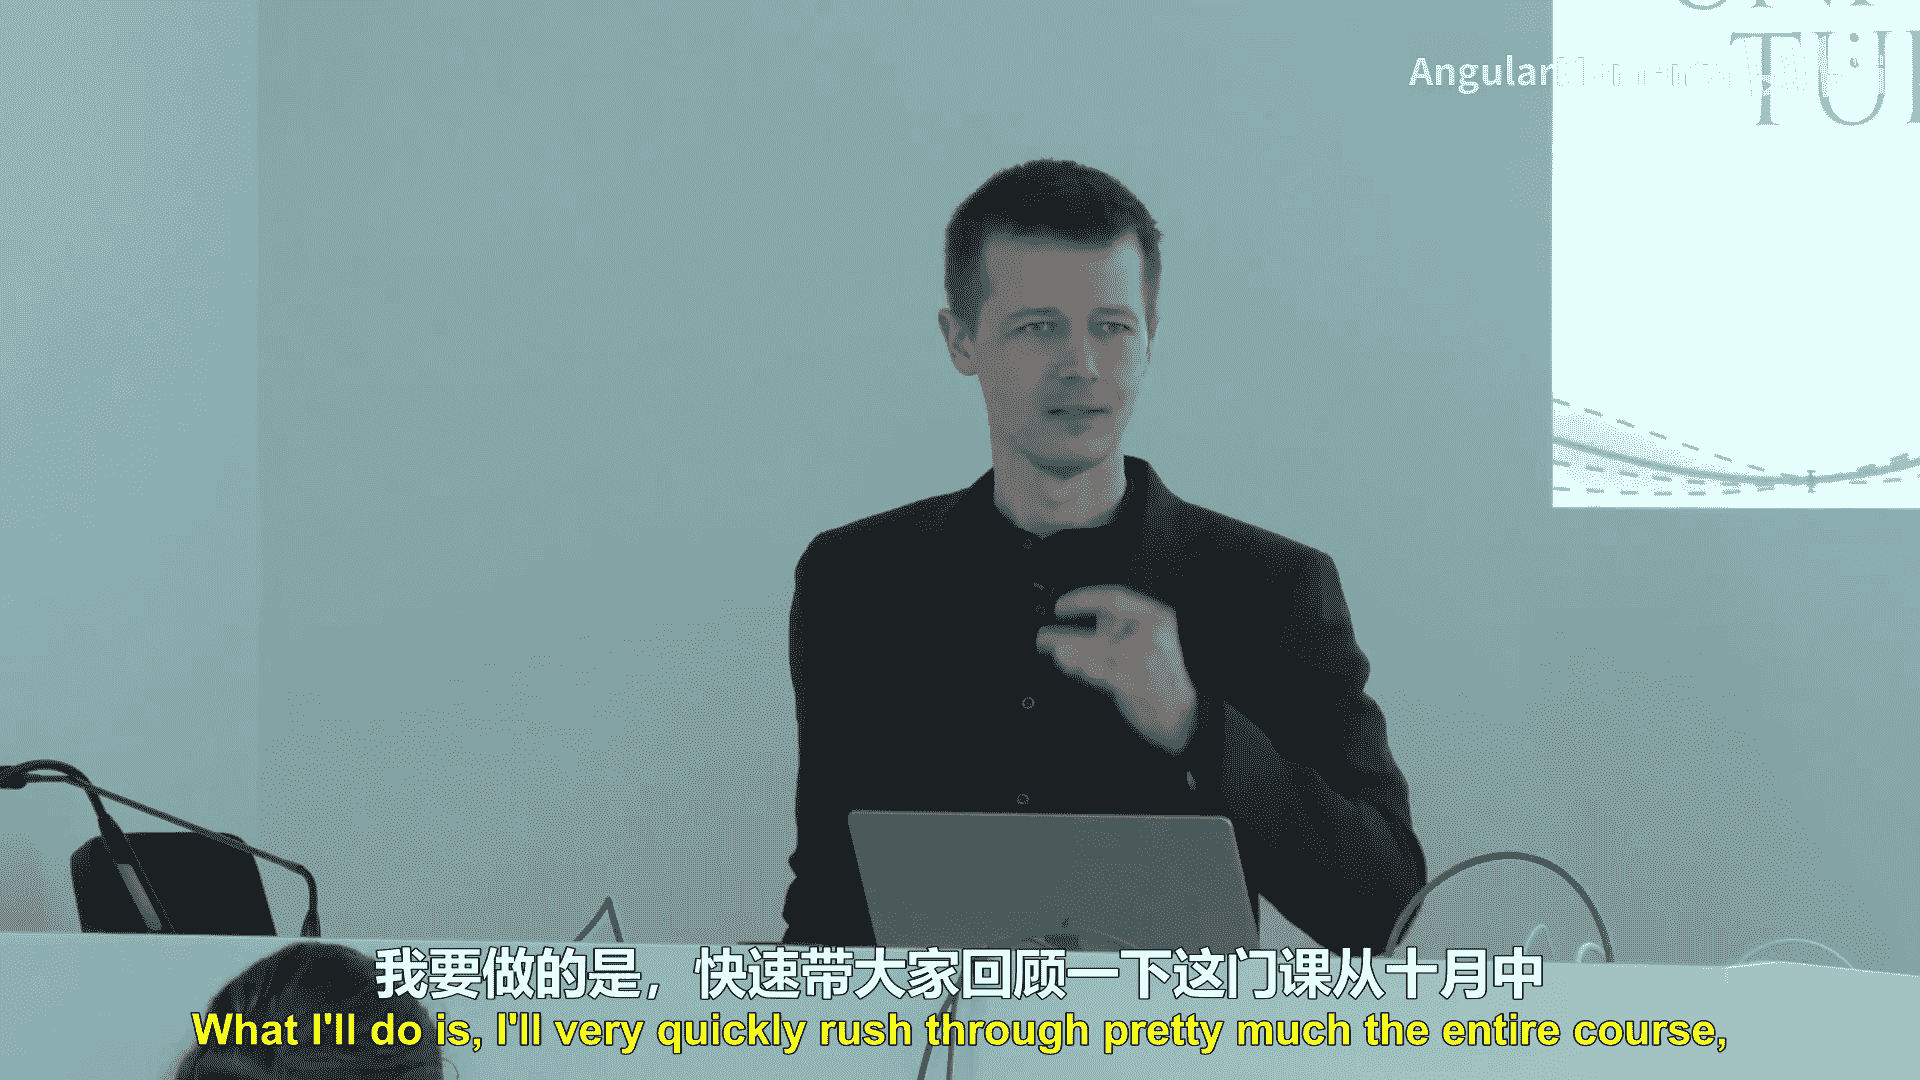 TÜ
Angular
我要做的是，快速带大家回顾一下这门课从十月中
What I'll do is, I'll very quickly rush through pretty much the entire course,